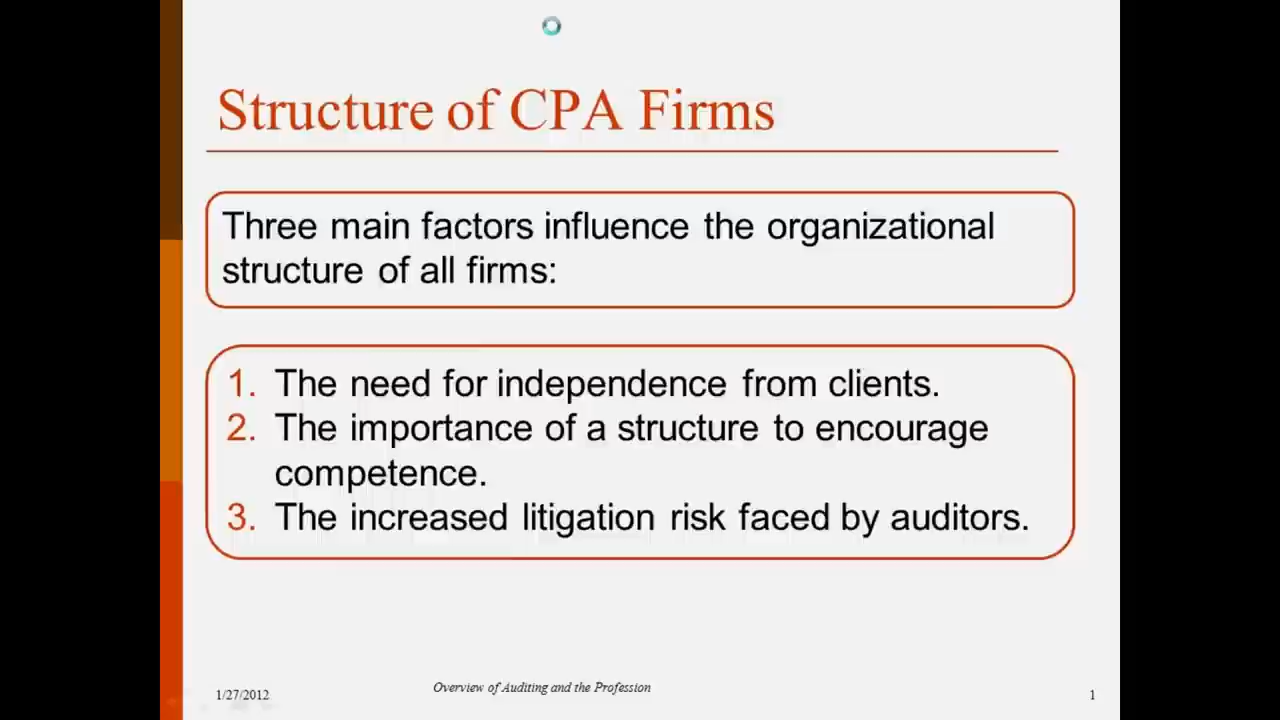 Structure of CPA Firms
Three main factors influence the organizational
structure of all firms:
1. The need for independence from clients.
2. The importance of a structure to encourage
competence.
3. The increased litigation risk faced by auditors.
1/27/2012
Overview of Auditing and the Profession
1